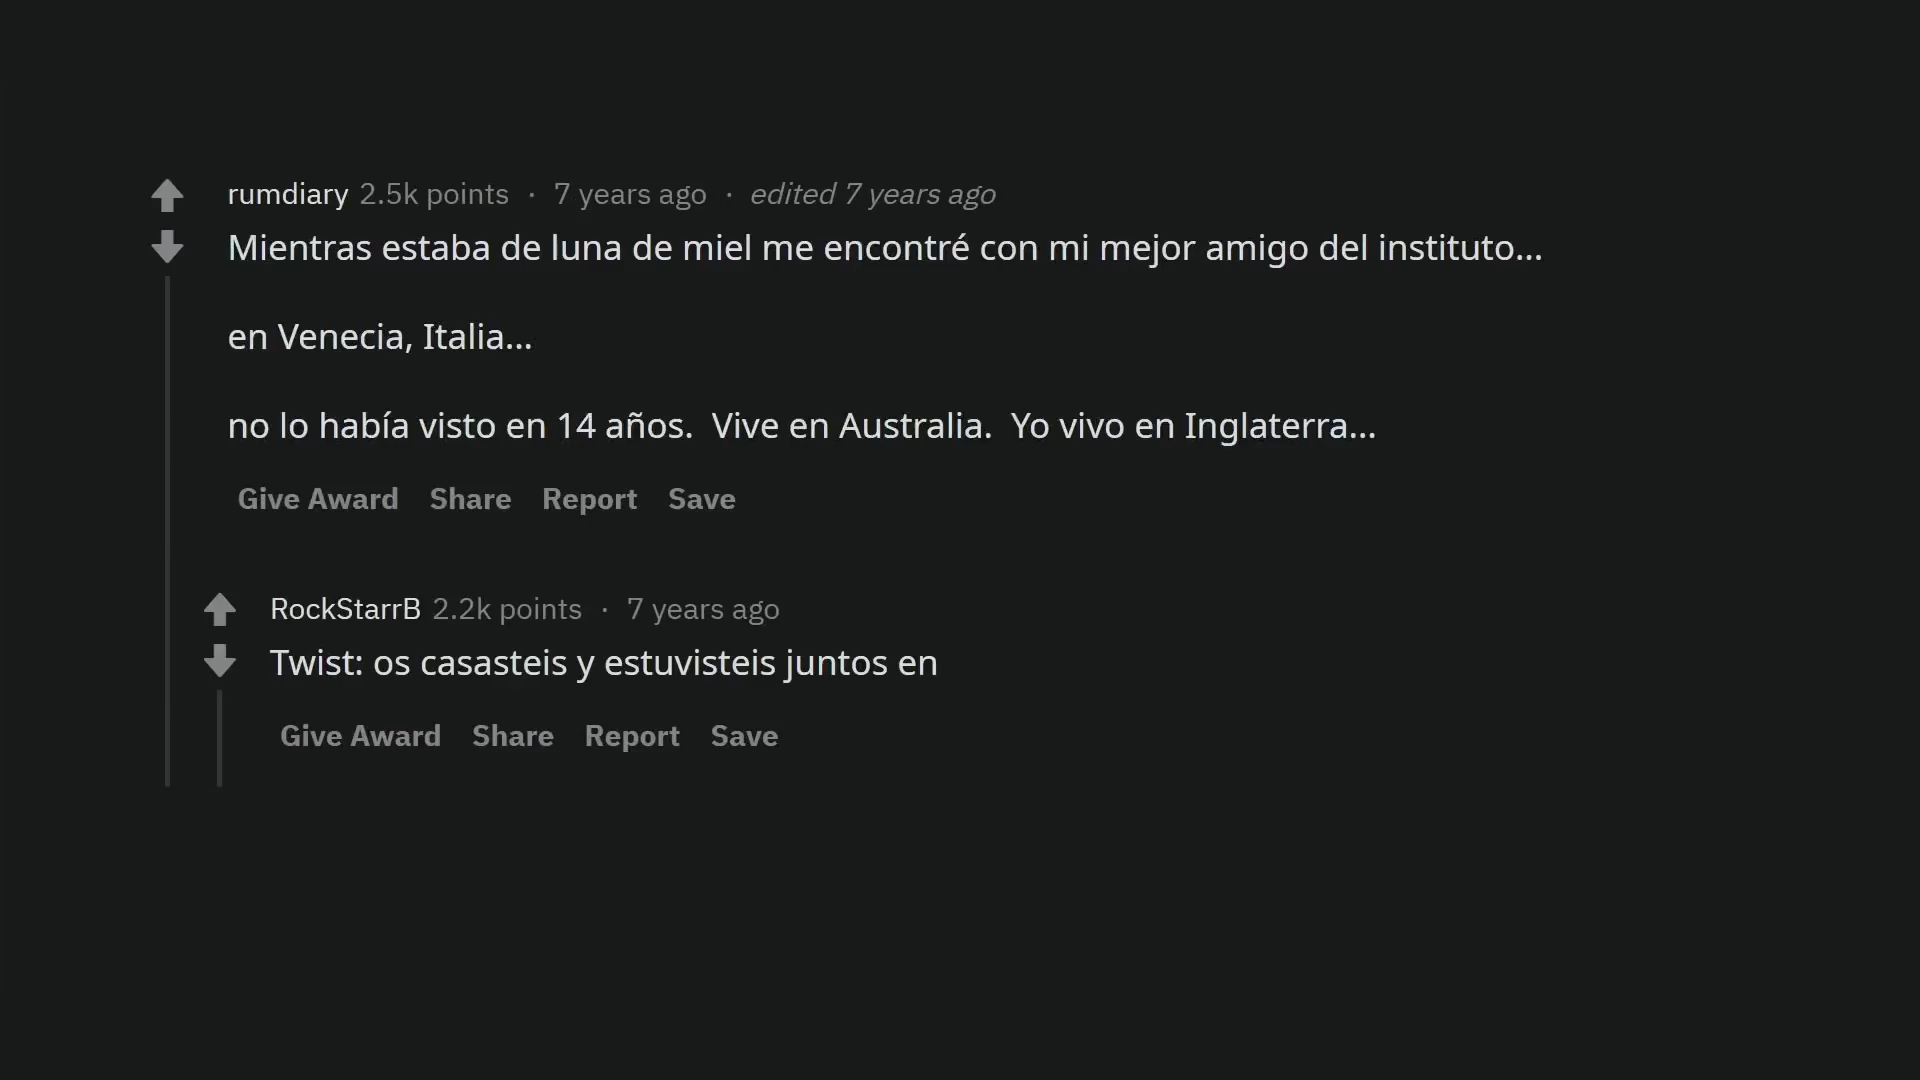 rumdiary 2.5k points · 7 years ago · edited 7 years ago
Mientras estaba de luna de miel me encontré con mi mejor amigo del instituto...
en Venecia, Italia...
no lo había visto en 14 años.  Vive en Australia.  Yo vivo en Inglaterra...
Give Award Share Report Save
RockStarrB 2.2k points · 7 years ago
Twist: os casasteis y estuvisteis juntos en
Give Award Share Report Save